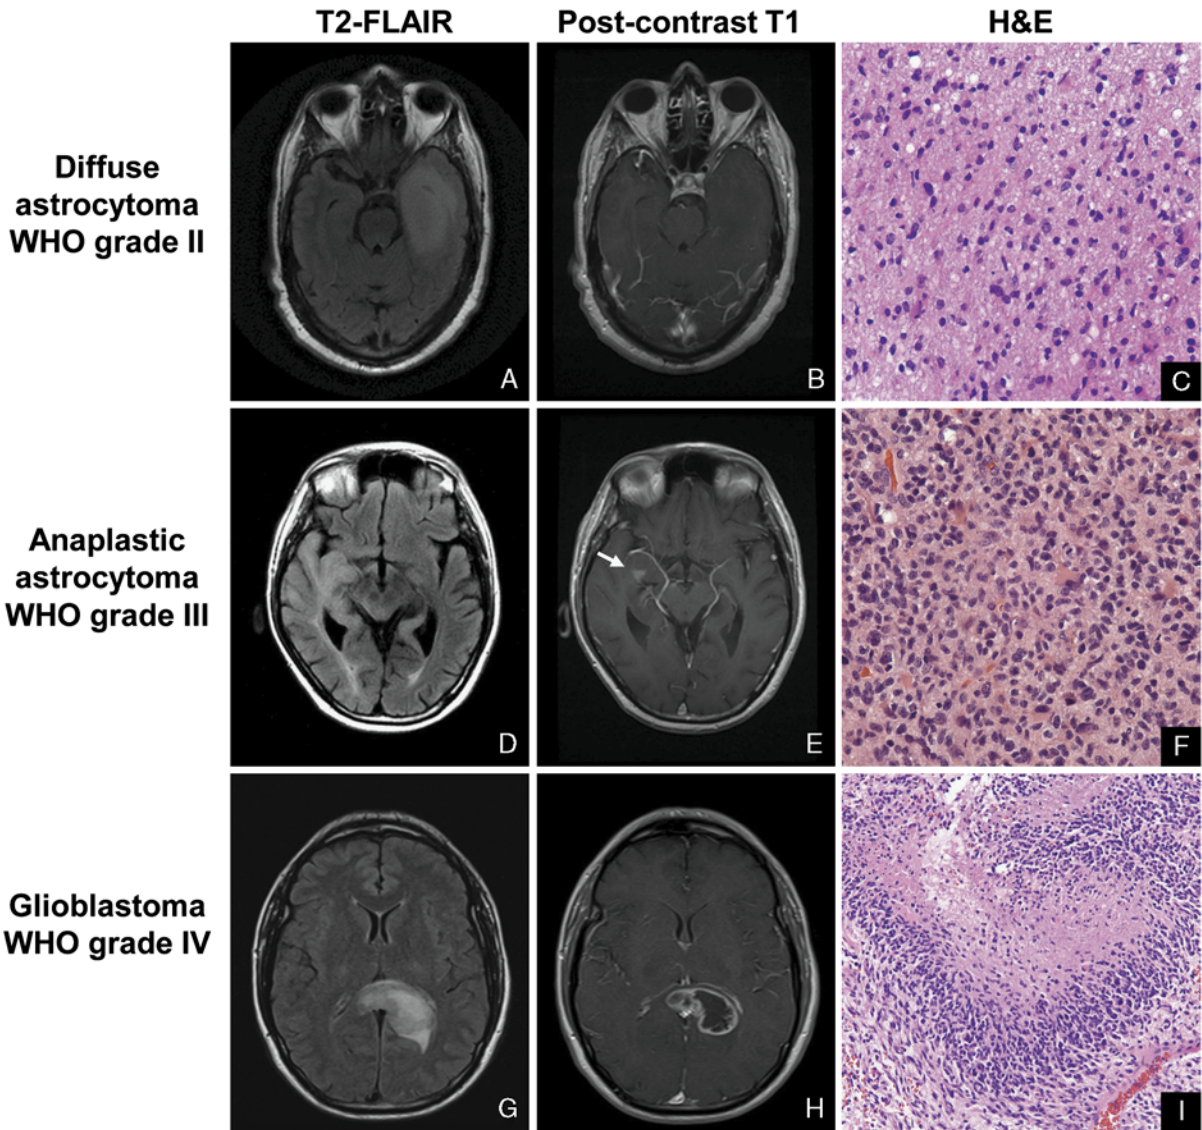 T2-FLAIR
Post-contrast T1
H&E
Diffuse
astrocytoma
WHO grade II
A
B
C
Anaplastic
astrocytoma
WHO grade III
D
E
F
Glioblastoma
WHO grade IV
G
H
I